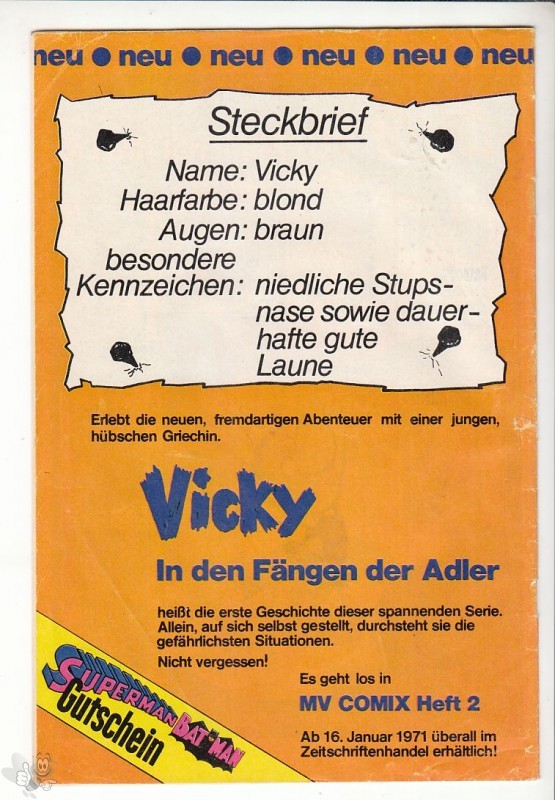 neu ● neu ● neu ● neu ● neu ● neu
Steckbrief
Name: Vicky
Haarfarbe: blond
Augen: braun
besondere
Kennzeichen: niedliche Stups-
nase sowie dauer-
hafte gute
Laune
Erlebt die neuen, fremdartigen Abenteuer mit einer jungen,
hübschen Griechin.
Vicky
In den Fängen der Adler
heißt die erste Geschichte dieser spannenden Serie.
Allein, auf sich selbst gestellt, durchsteht sie die
gefährlichsten Situationen.
Nicht vergessen!
Es geht los in
MV COMIX Heft 2
Ab 16. Januar 1971 überall im
Zeitschriftenhandel erhältlich!
SUPERMAN BATMAN
Gutschein